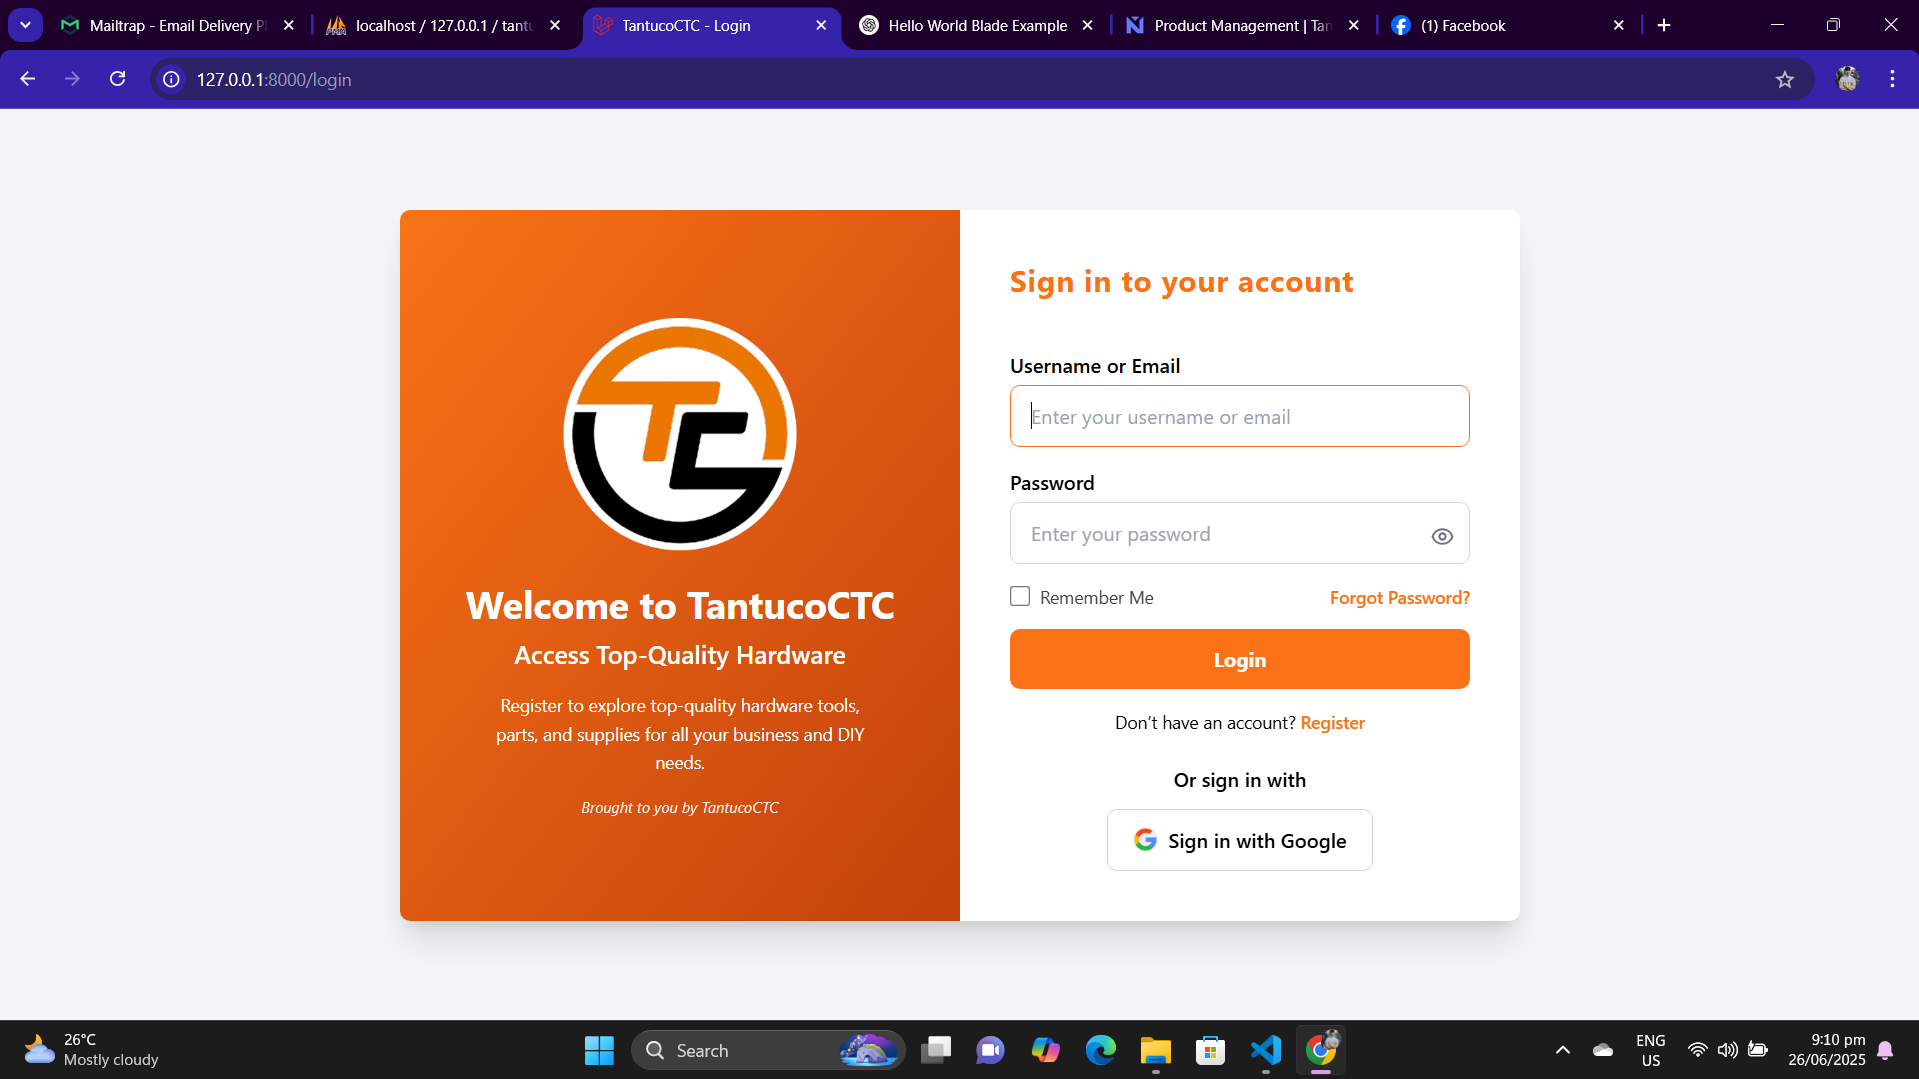 Mailtrap - Email Delivery Pl
localhost / 127.0.0.1 / tantu
TantucoCTC - Login
Hello World Blade Example
Product Management | Tan
(1) Facebook
127.0.0.1:8000/login
TC
Welcome to TantucoCTC
Access Top-Quality Hardware
Register to explore top-quality hardware tools,
parts, and supplies for all your business and DIY
needs.
Brought to you by TantucoCTC
Sign in to your account
Username or Email
Enter your username or email
Password
Enter your password
Remember Me
Forgot Password?
Login
Don't have an account? Register
Or sign in with
Sign in with Google
26°C
Mostly cloudy
Search
ENG
US
9:10 pm
26/06/2025